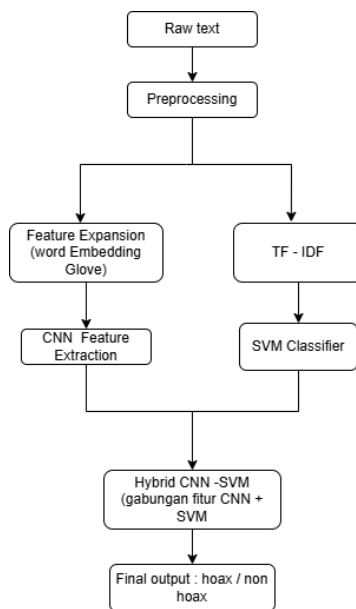 Raw text
Preprocessing
Feature Expansion
(word Embedding
Glove)
TF - IDF
CNN Feature
Extraction
SVM Classifier
Hybrid CNN -SVM
(gabungan fitur CNN +
SVM
Final output : hoax / non
hoax